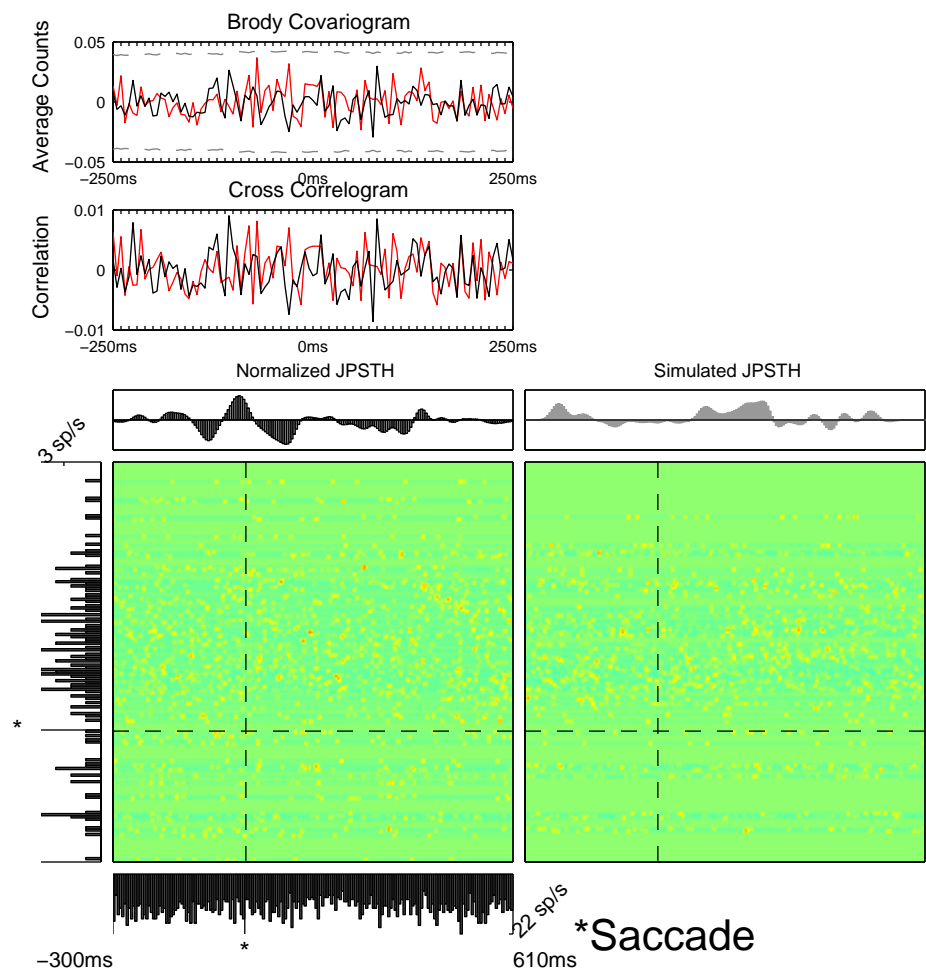 Brody Covariogram
Average Counts
0.05
0
−0.05
−250ms
0ms
250ms
Cross Correlogram
Correlation
0.01
0
−0.01
−250ms
0ms
250ms
Normalized JPSTH
Simulated JPSTH
3 sp/s
*
22 sp/s
*
*Saccade
−300ms
610ms